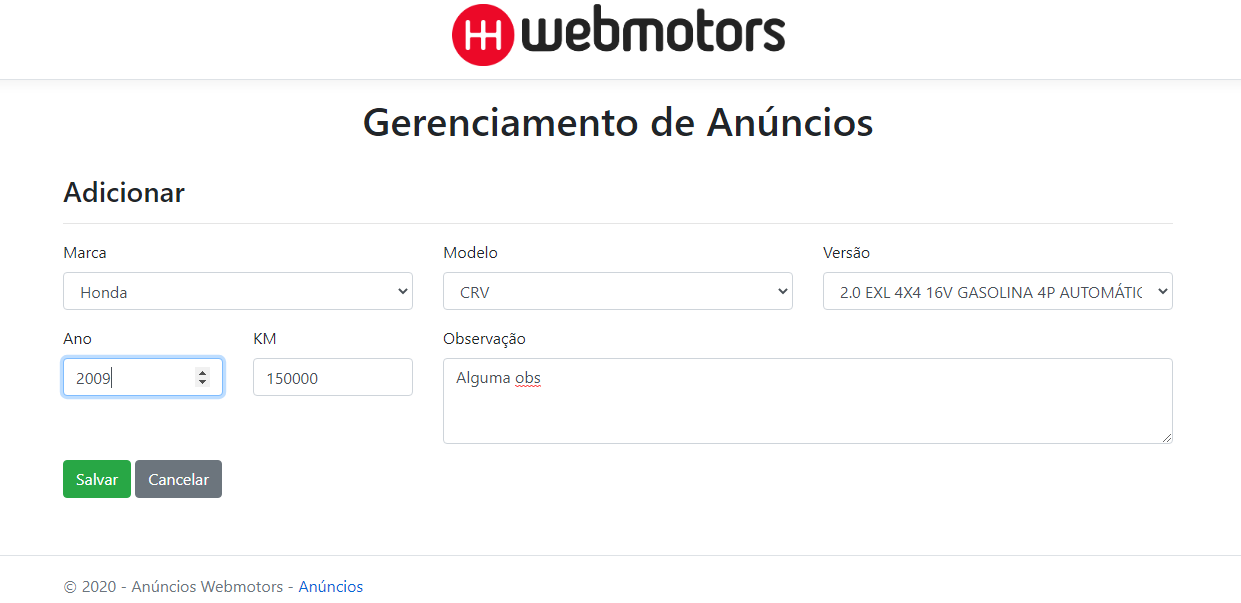 webmotors
Gerenciamento de Anúncios
Adicionar
Marca Modelo Versão
Honda CRV 2.0 EXL 4X4 16V GASOLINA 4P
Ano KM Observação
2009 150000 Alguma obs
Salvar Cancelar
© 2020 - Anúncios Webmotors - Anúncios